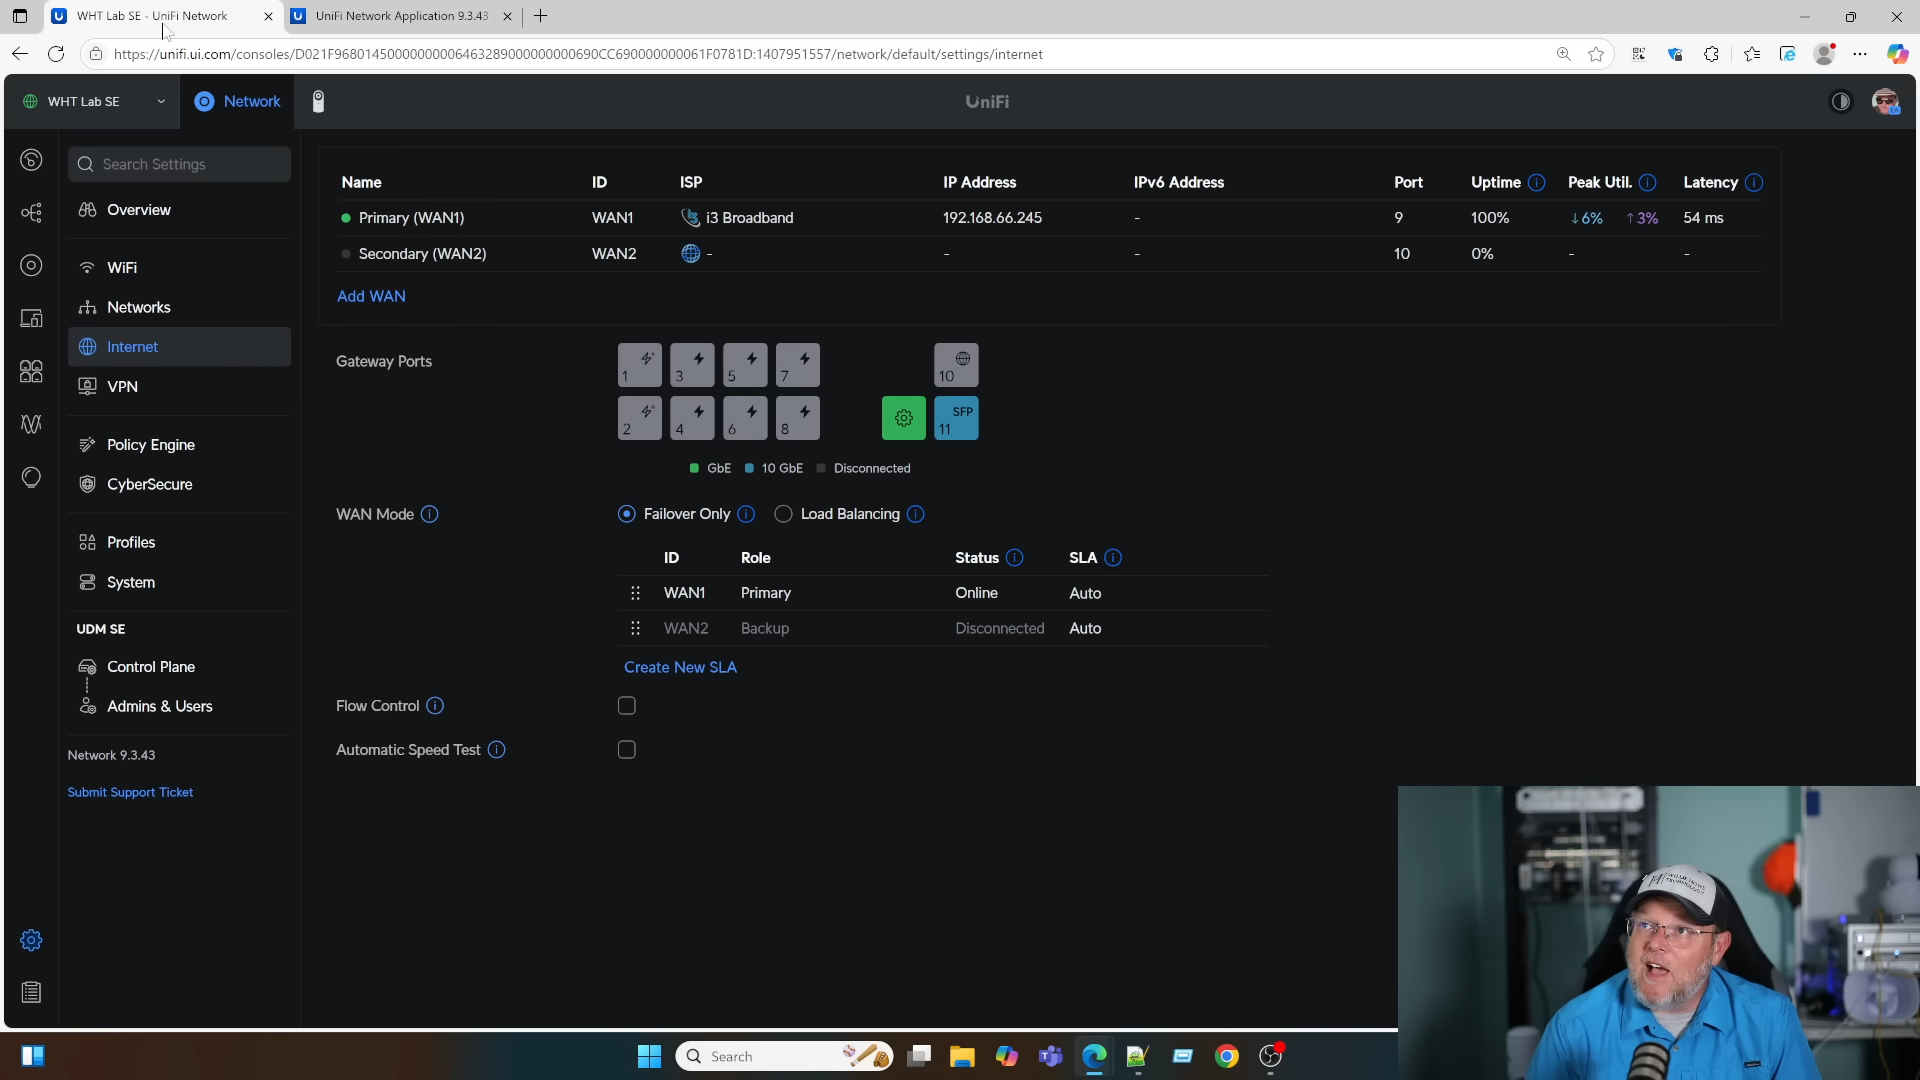 WHT Lab SE - UniFi Network
UniFi Network Application 9.3.43
https://unifi.ui.com/consoles/D021F9680145000000000646328900000000690CC690000000061F0781D:1407951557/network/default/settings/internet
WHT Lab SE
Network
UniFi
Search Settings
Overview
WiFi
Networks
Internet
VPN
Policy Engine
CyberSecure
Profiles
System
UDM SE
Control Plane
Admins & Users
Network 9.3.43
Submit Support Ticket
Name ID ISP IP Address IPv6 Address Port Uptime Peak Util. Latency
Primary (WAN1) WAN1 i3 Broadband 192.168.66.245 - 9 100% ↓6% ↑3% 54 ms
Secondary (WAN2) WAN2 - - - 10 0% - -
Add WAN
Gateway Ports
1 3 5 7 10
2 4 6 8 SFP 11
GbE 10 GbE Disconnected
WAN Mode Failover Only Load Balancing
ID Role Status SLA
WAN1 Primary Online Auto
WAN2 Backup Disconnected Auto
Create New SLA
Flow Control
Automatic Speed Test
Search